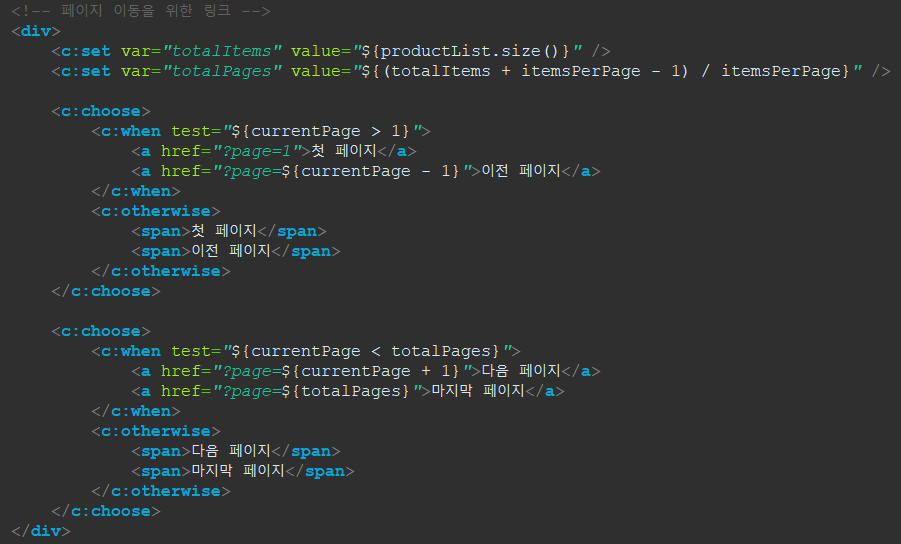 <!-- 페이지 이동을 위한 링크 -->
<div>
    <c:set var="totalItems" value="${productList.size()}" />
    <c:set var="totalPages" value="${(totalItems + itemsPerPage - 1) / itemsPerPage}" />

    <c:choose>
        <c:when test="${currentPage > 1}">
            <a href="?page=1">첫 페이지</a>
            <a href="?page=${currentPage - 1}">이전 페이지</a>
        </c:when>
        <c:otherwise>
            <span>첫 페이지</span>
            <span>이전 페이지</span>
        </c:otherwise>
    </c:choose>

    <c:choose>
        <c:when test="${currentPage < totalPages}">
            <a href="?page=${currentPage + 1}">다음 페이지</a>
            <a href="?page=${totalPages}">마지막 페이지</a>
        </c:when>
        <c:otherwise>
            <span>다음 페이지</span>
            <span>마지막 페이지</span>
        </c:otherwise>
    </c:choose>
</div>